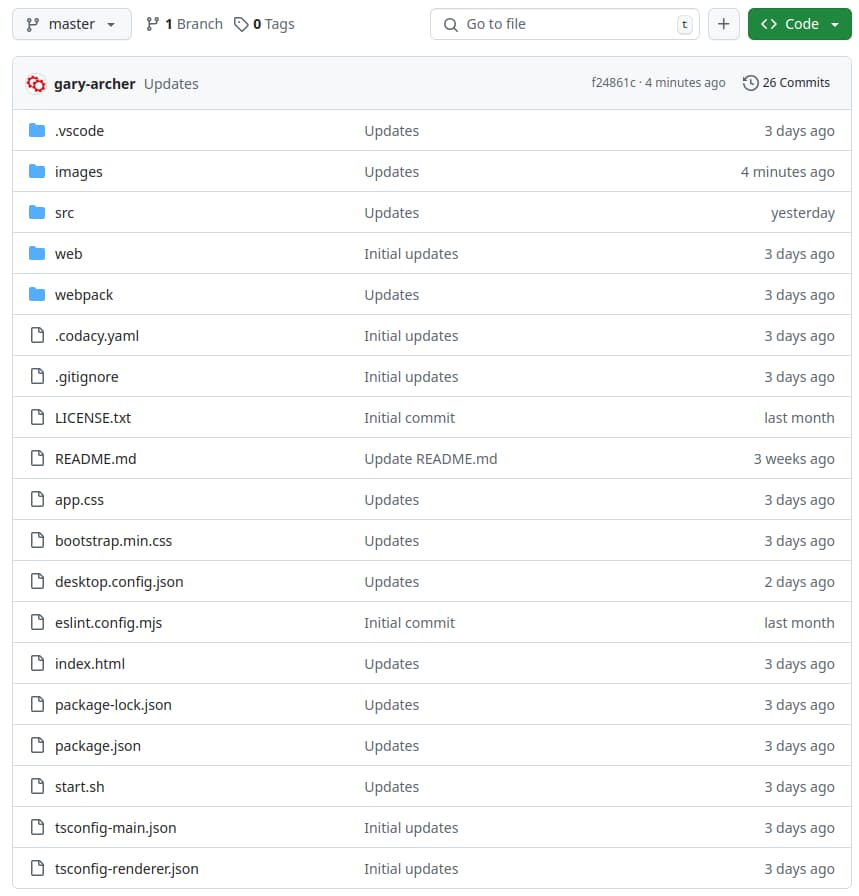 master 1 Branch 0 Tags Go to file t Code
gary-archer Updates f24861c · 4 minutes ago 26 Commits
.vscode Updates 3 days ago
images Updates 4 minutes ago
src Updates yesterday
web Initial updates 3 days ago
webpack Updates 3 days ago
.codacy.yaml Initial updates 3 days ago
.gitignore Initial updates 3 days ago
LICENSE.txt Initial commit last month
README.md Update README.md 3 weeks ago
app.css Updates 3 days ago
bootstrap.min.css Updates 3 days ago
desktop.config.json Updates 2 days ago
eslint.config.mjs Initial commit last month
index.html Updates 3 days ago
package-lock.json Updates 3 days ago
package.json Updates 3 days ago
start.sh Updates 3 days ago
tsconfig-main.json Initial updates 3 days ago
tsconfig-renderer.json Initial updates 3 days ago